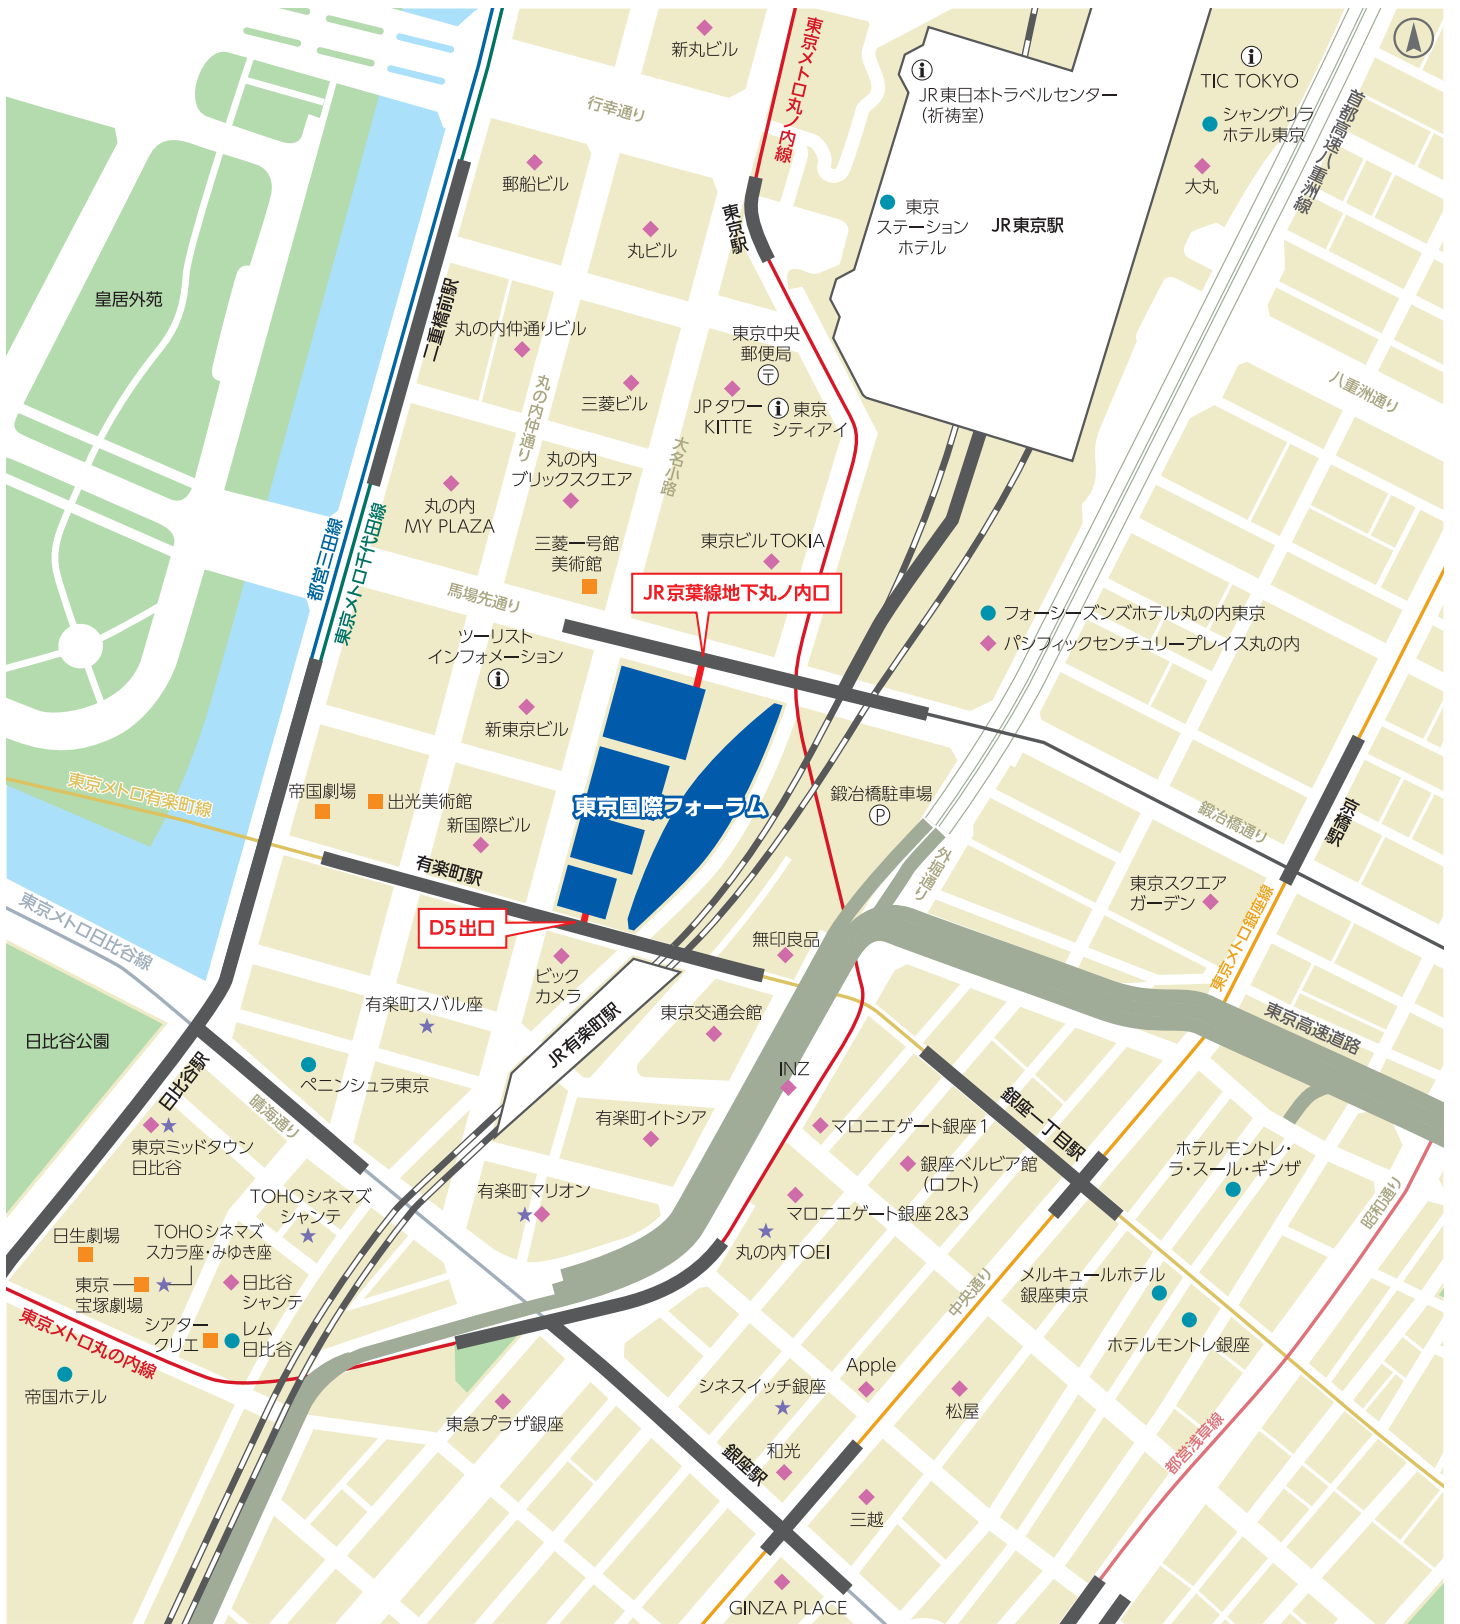 新丸ビル
東京メトロ丸ノ内線
行幸通り
JR東日本トラベルセンター
(祈祷室)
TIC TOKYO
シャングリラ
ホテル東京
首都高速八重洲線
大丸
郵船ビル
丸ビル
東京駅
東京
ステーション
ホテル
JR東京駅
皇居外苑
二重橋前駅
丸の内仲通りビル
東京中央
郵便局
〒
三菱ビル
丸の内仲通り
JPタワー
KITTE
東京
シティアイ
八重洲通り
大名小路
丸の内
ブリックスクエア
丸の内
MY PLAZA
都営三田線
東京メトロ千代田線
三菱一号館
美術館
東京ビルTOKIA
JR京葉線地下丸ノ内口
馬場先通り
フォーシーズンズホテル丸の内東京
パシフィックセンチュリープレイス丸の内
ツーリスト
インフォメーション
新東京ビル
東京メトロ有楽町線
帝国劇場
出光美術館
新国際ビル
東京国際フォーラム
鍛冶橋駐車場
P
鍛冶橋通り
京橋駅
外堀通り
有楽町駅
D5出口
東京スクエア
ガーデン
東京メトロ銀座線
東京メトロ日比谷線
無印良品
ビック
カメラ
有楽町スバル座
東京交通会館
JR有楽町駅
東京高速道路
日比谷公園
日比谷駅
ペニンシュラ東京
晴海通り
INZ
有楽町イトシア
マロニエゲート銀座1
銀座一丁目駅
東京ミッドタウン
日比谷
銀座ベルビア館
(ロフト)
ホテルモントレ・
ラ・スール・ギンザ
昭和通り
TOHOシネマズ
シャンテ
有楽町マリオン
マロニエゲート銀座2&3
丸の内TOEI
日生劇場
TOHOシネマズ
スカラ座・みゆき座
東京
宝塚劇場
日比谷
シャンテ
中央通り
メルキュールホテル
銀座東京
シアター
クリエ
レム
日比谷
東京メトロ丸の内線
ホテルモントレ銀座
帝国ホテル
Apple
シネスイッチ銀座
松屋
東急プラザ銀座
都営浅草線
銀座駅
和光
三越
GINZA PLACE